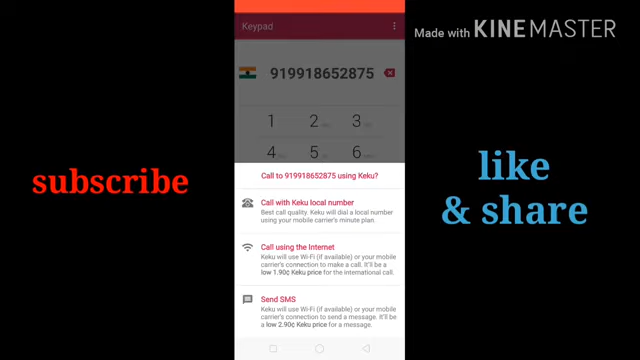 Keypad
Made with KINEMASTER
919918652875
1 2 3
4 5 6
subscribe
like
& share
Call to 919918652875 using Keku?
Call with Keku local number
Best call quality. Keku will dial a local number
using your mobile carrier's minute plan.
Call using the Internet
Keku will use Wi-Fi (if available) or your mobile
carrier's connection to make a call. It'll be a
low 1.90¢ Keku price for the international call.
Send SMS
Keku will use Wi-Fi (if available) or your mobile
carrier's connection to send a message. It'll be
a low 2.90¢ Keku price for a message.